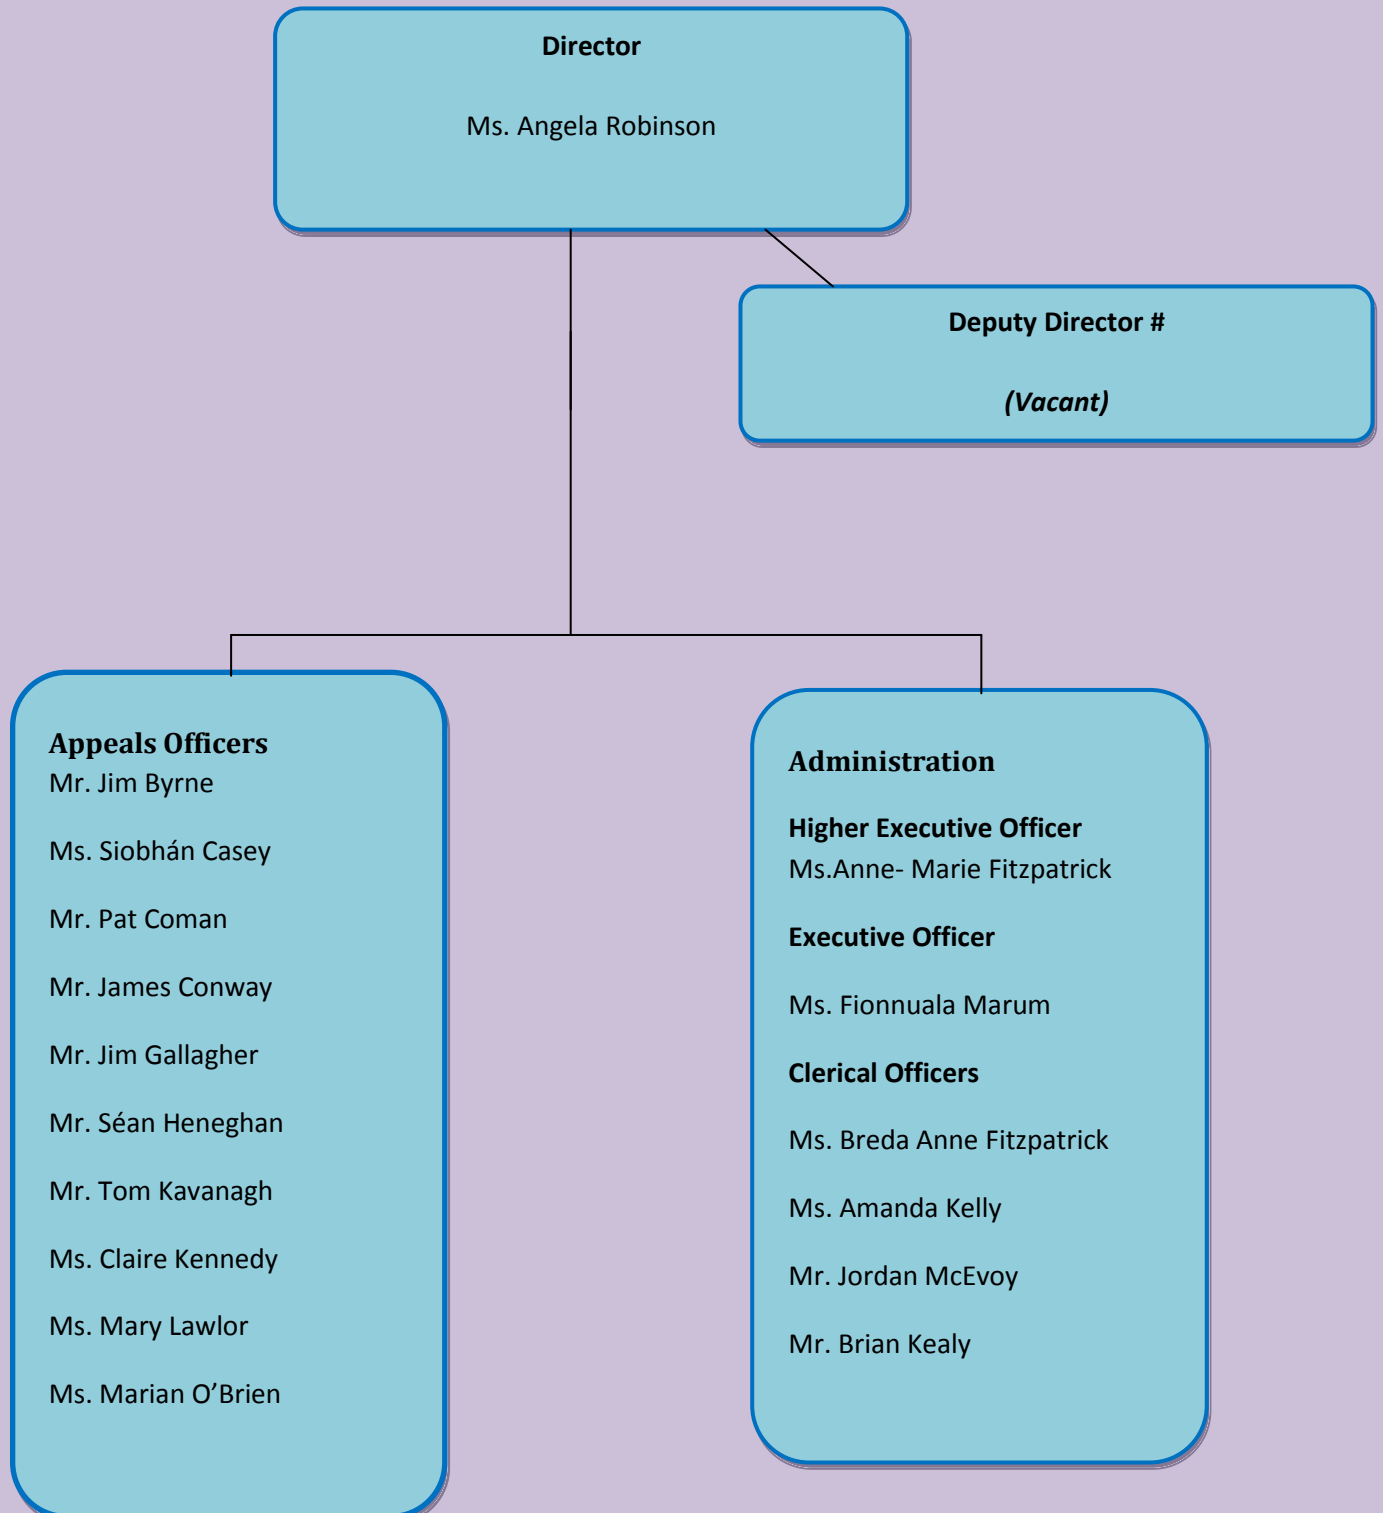 Director
Ms. Angela Robinson
Deputy Director #
(Vacant)
Appeals Officers
Mr. Jim Byrne
Ms. Siobhán Casey
Mr. Pat Coman
Mr. James Conway
Mr. Jim Gallagher
Mr. Séan Heneghan
Mr. Tom Kavanagh
Ms. Claire Kennedy
Ms. Mary Lawlor
Ms. Marian O’Brien
Administration
Higher Executive Officer
Ms.Anne- Marie Fitzpatrick
Executive Officer
Ms. Fionnuala Marum
Clerical Officers
Ms. Breda Anne Fitzpatrick
Ms. Amanda Kelly
Mr. Jordan McEvoy
Mr. Brian Kealy